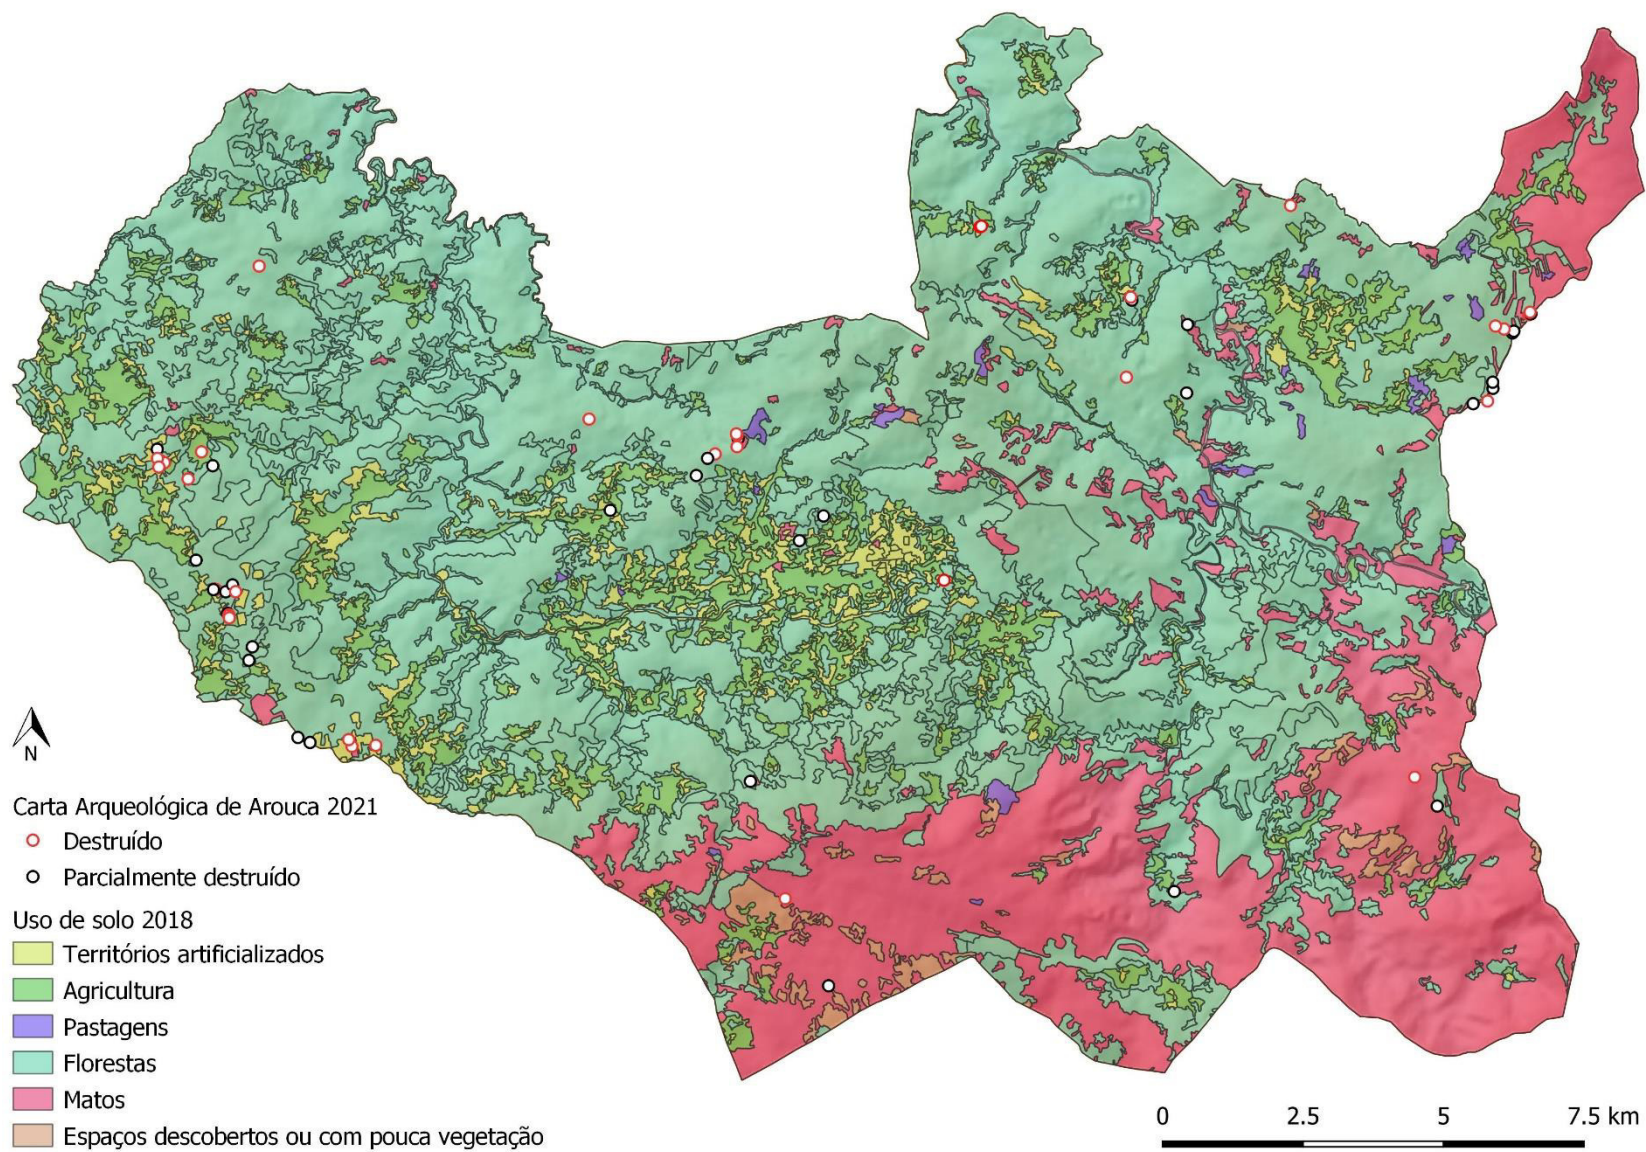 N
Carta Arqueológica de Arouca 2021
Destruído
Parcialmente destruído
Uso de solo 2018
Territórios artificializados
Agricultura
Pastagens
Florestas
Matos
Espaços descobertos ou com pouca vegetação
0 2.5 5 7.5 km